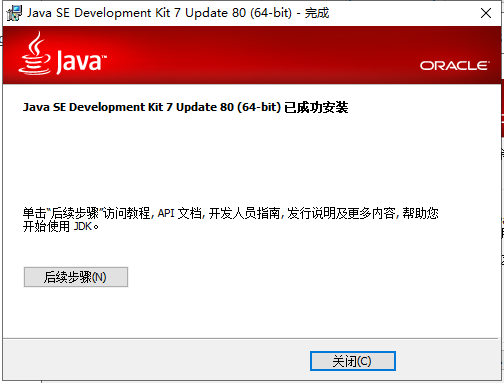 Java SE Development Kit 7 Update 80 (64-bit) - 完成
Java™
ORACLE®
Java SE Development Kit 7 Update 80 (64-bit) 已成功安装
单击“后续步骤”访问教程, API 文档, 开发人员指南, 发行说明及更多内容, 帮助您
开始使用 JDK。
后续步骤(N)
关闭(C)